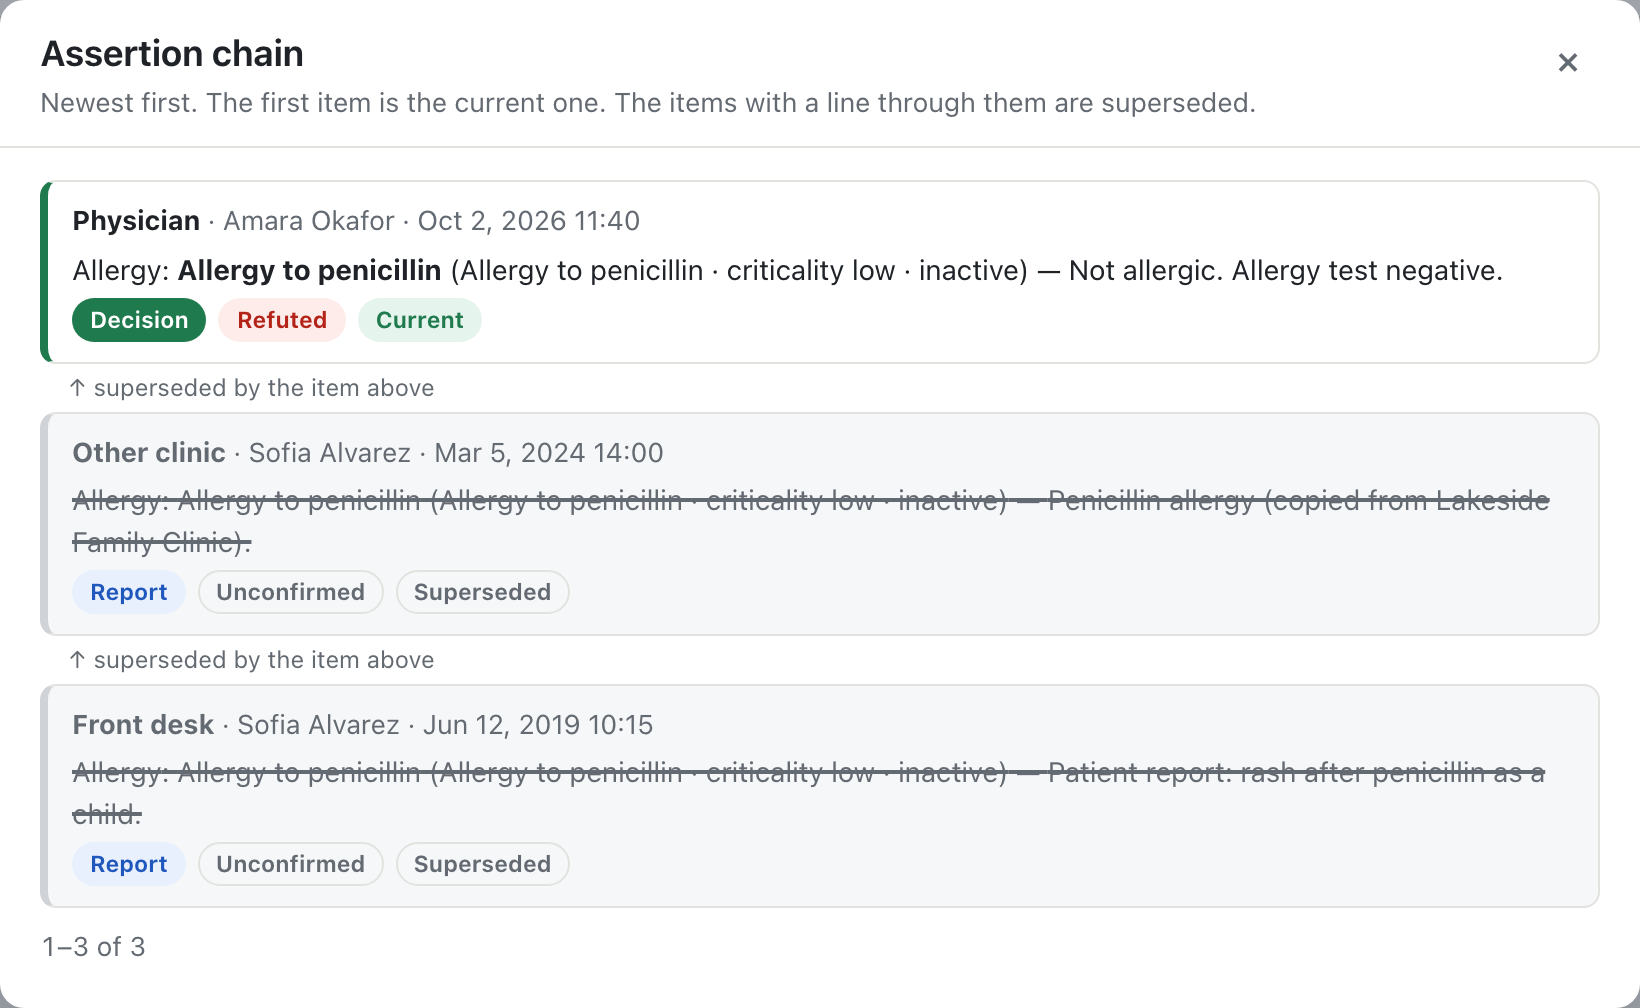 Assertion chain
Newest first. The first item is the current one. The items with a line through them are superseded.
Physician · Amara Okafor · Oct 2, 2026 11:40
Allergy: Allergy to penicillin (Allergy to penicillin · criticality low · inactive) — Not allergic. Allergy test negative.
Decision Refuted Current
↑ superseded by the item above
Other clinic · Sofia Alvarez · Mar 5, 2024 14:00
Allergy: Allergy to penicillin (Allergy to penicillin · criticality low · inactive) — Penicillin allergy (copied from Lakeside
Family Clinic).
Report Unconfirmed Superseded
↑ superseded by the item above
Front desk · Sofia Alvarez · Jun 12, 2019 10:15
Allergy: Allergy to penicillin (Allergy to penicillin · criticality low · inactive) — Patient report: rash after penicillin as a
child.
Report Unconfirmed Superseded
1–3 of 3